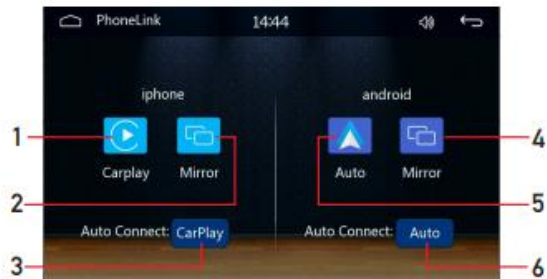 PhoneLink 14:44
iphone android
1 4
Carplay Mirror Auto Mirror
2 5
Auto Connect: CarPlay Auto Connect: Auto
3 6